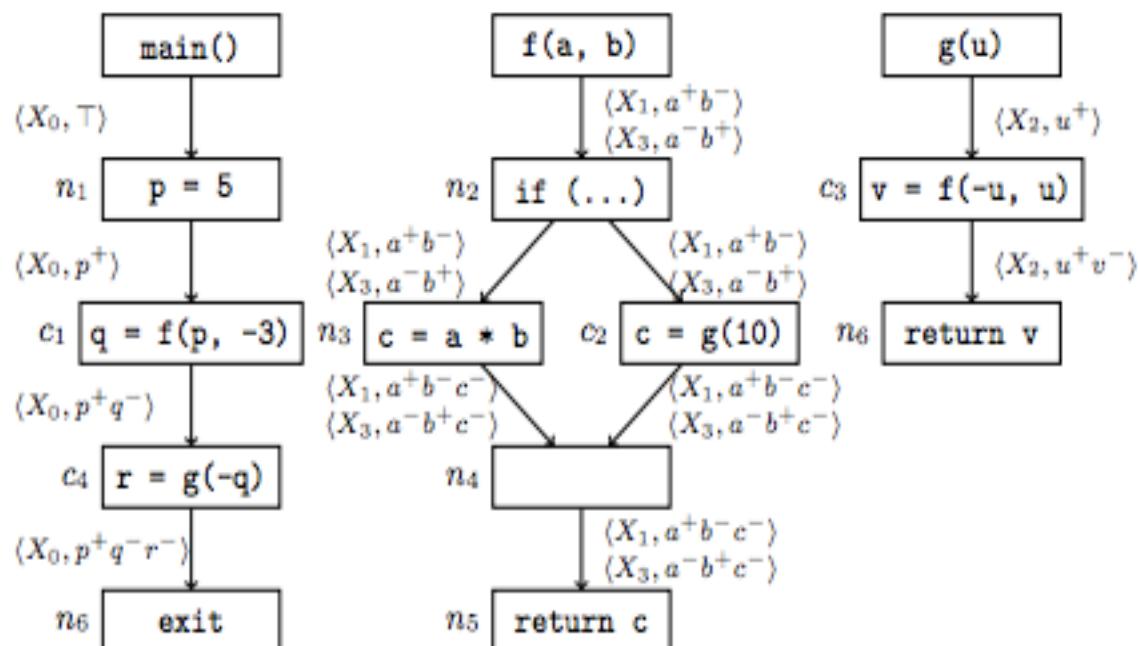 main()
⟨X₀, ⊤⟩
n₁ p = 5
⟨X₀, p⁺⟩
c₁ q = f(p, -3)
⟨X₀, p⁺q⁻⟩
c₄ r = g(-q)
⟨X₀, p⁺q⁻r⁻⟩
n₆ exit
f(a, b)
⟨X₁, a⁺b⁻⟩
⟨X₃, a⁻b⁺⟩
n₂ if (...)
⟨X₁, a⁺b⁻⟩
⟨X₃, a⁻b⁺⟩
⟨X₁, a⁺b⁻⟩
⟨X₃, a⁻b⁺⟩
n₃ c = a * b
c₂ c = g(10)
⟨X₁, a⁺b⁻c⁻⟩
⟨X₃, a⁻b⁺c⁻⟩
⟨X₁, a⁺b⁻c⁻⟩
⟨X₃, a⁻b⁺c⁻⟩
n₄
⟨X₁, a⁺b⁻c⁻⟩
⟨X₃, a⁻b⁺c⁻⟩
n₅ return c
g(u)
⟨X₂, u⁺⟩
c₃ v = f(-u, u)
⟨X₂, u⁺v⁻⟩
n₆ return v